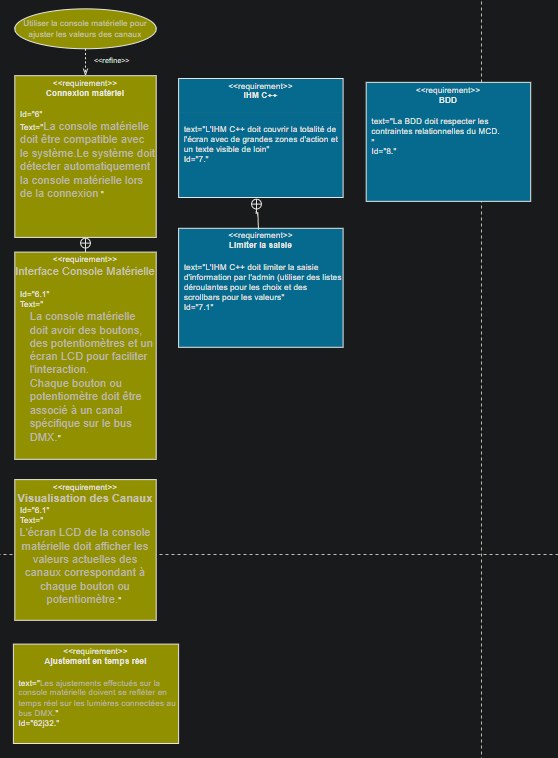 Utiliser la console matérielle pour
ajuster les valeurs des canaux
<<refine>>
<<requirement>>
Connexion matériel
Id="6"
Text="La console matérielle
doit être compatible avec
le système.Le système doit
détecter automatiquement
la console matérielle lors
de la connexion "
<<requirement>>
Interface Console Matérielle
Id="6.1"
Text="
La console matérielle
doit avoir des boutons,
des potentiomètres et un
écran LCD pour faciliter
l'interaction.
Chaque bouton ou
potentiomètre doit être
associé à un canal
spécifique sur le bus
DMX."
<<requirement>>
Visualisation des Canaux
Id="6.1"
Text="
L'écran LCD de la console
matérielle doit afficher les
valeurs actuelles des
canaux correspondant à
chaque bouton ou
potentiomètre."
<<requirement>>
Ajustement en temps réel
text="Les ajustements effectués sur la
console matérielle doivent se refléter en
temps réel sur les lumières connectées au
bus DMX."
Id="62j32."
<<requirement>>
IHM C++
text="L'IHM C++ doit couvrir la totalité de
l'écran avec de grandes zones d'action et
un texte visible de loin"
Id="7."
<<requirement>>
Limiter la saisie
text="L'IHM C++ doit limiter la saisie
d'information par l'admin (utiliser des listes
déroulantes pour les choix et des
scrollbars pour les valeurs"
Id="7.1"
<<requirement>>
BDD
text="La BDD doit respecter les
contraintes relationnelles du MCD.
"
Id="8."